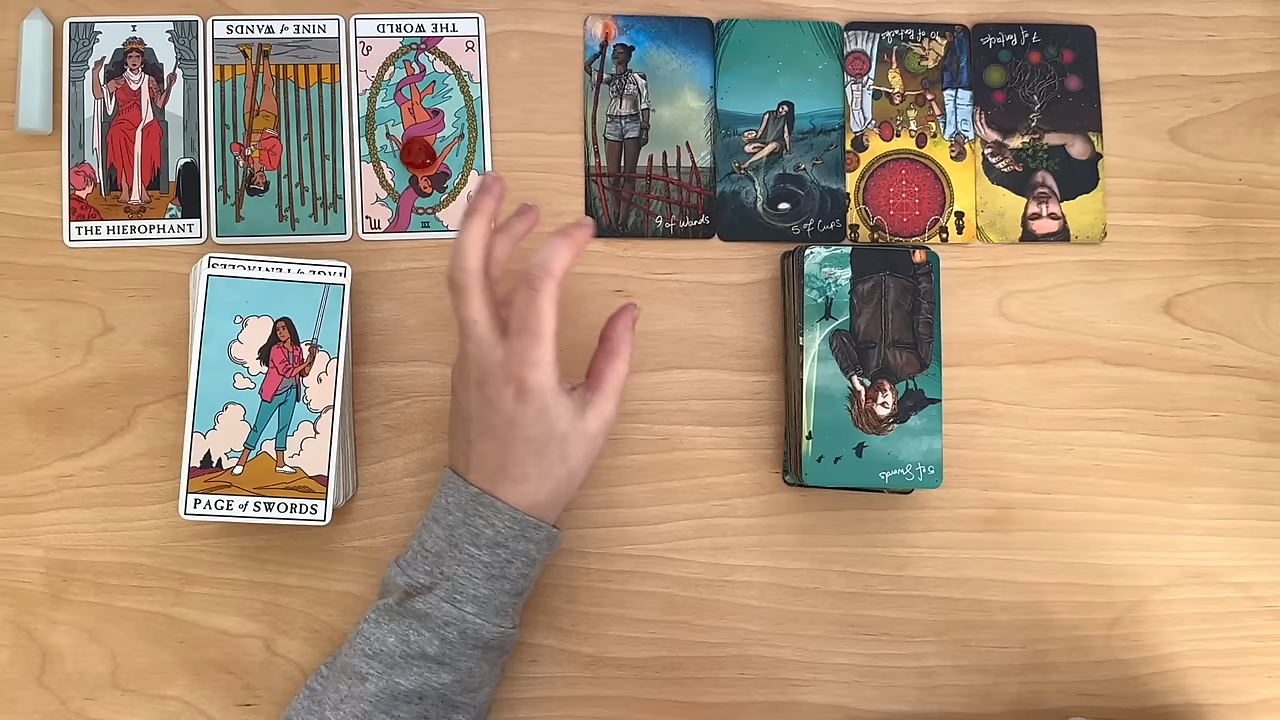 I
THE HIEROPHANT
NINE of WANDS
THE WORLD
III
9 of Wands
5 of Cups
10 of Pentacles
7 of Pentacles
PAGE of PENTACLES
PAGE of SWORDS
5 of Swords